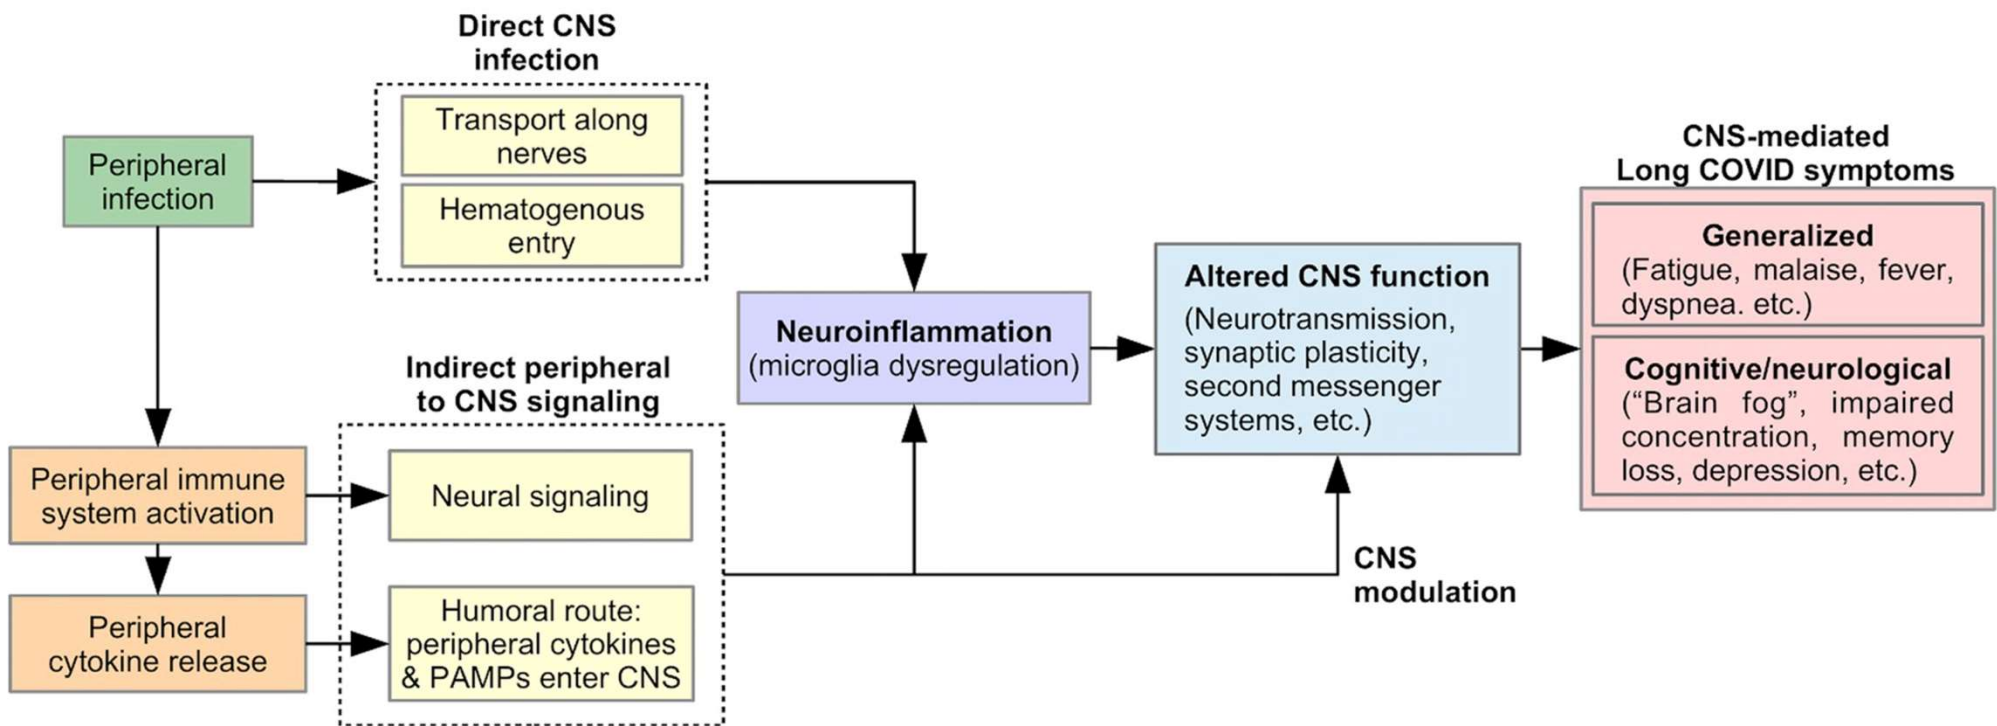 Direct CNS
infection
Transport along
nerves
Hematogenous
entry
Peripheral
infection
Indirect peripheral
to CNS signaling
Peripheral immune
system activation
Neural signaling
Peripheral
cytokine release
Humoral route:
peripheral cytokines
& PAMPs enter CNS
Neuroinflammation
(microglia dysregulation)
Altered CNS function
(Neurotransmission,
synaptic plasticity,
second messenger
systems, etc.)
CNS
modulation
CNS-mediated
Long COVID symptoms
Generalized
(Fatigue, malaise, fever,
dyspnea. etc.)
Cognitive/neurological
(“Brain fog”, impaired
concentration, memory
loss, depression, etc.)